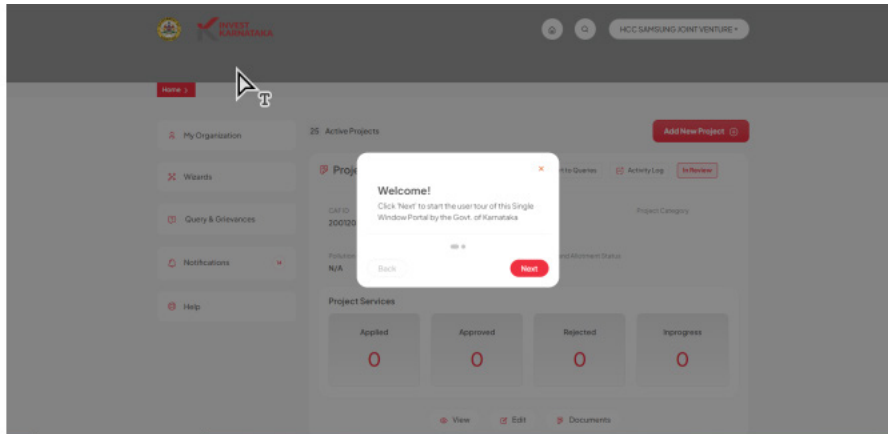 INVEST
KARNATAKA
HCC SAMSUNG JOINT VENTURE
Home >
My Organization
25 Active Projects
Add New Project
Wizards
Activity Log
In Review
Welcome!
Click 'Next' to start the user tour of this Single
Window Portal by the Govt. of Karnataka
Query & Grievances
CAF ID
200120
Project Category
Notifications
N/A
Back
Next
Help
Project Services
Applied
Approved
Rejected
Inprogress
0
0
0
0
View
Edit
Documents
T